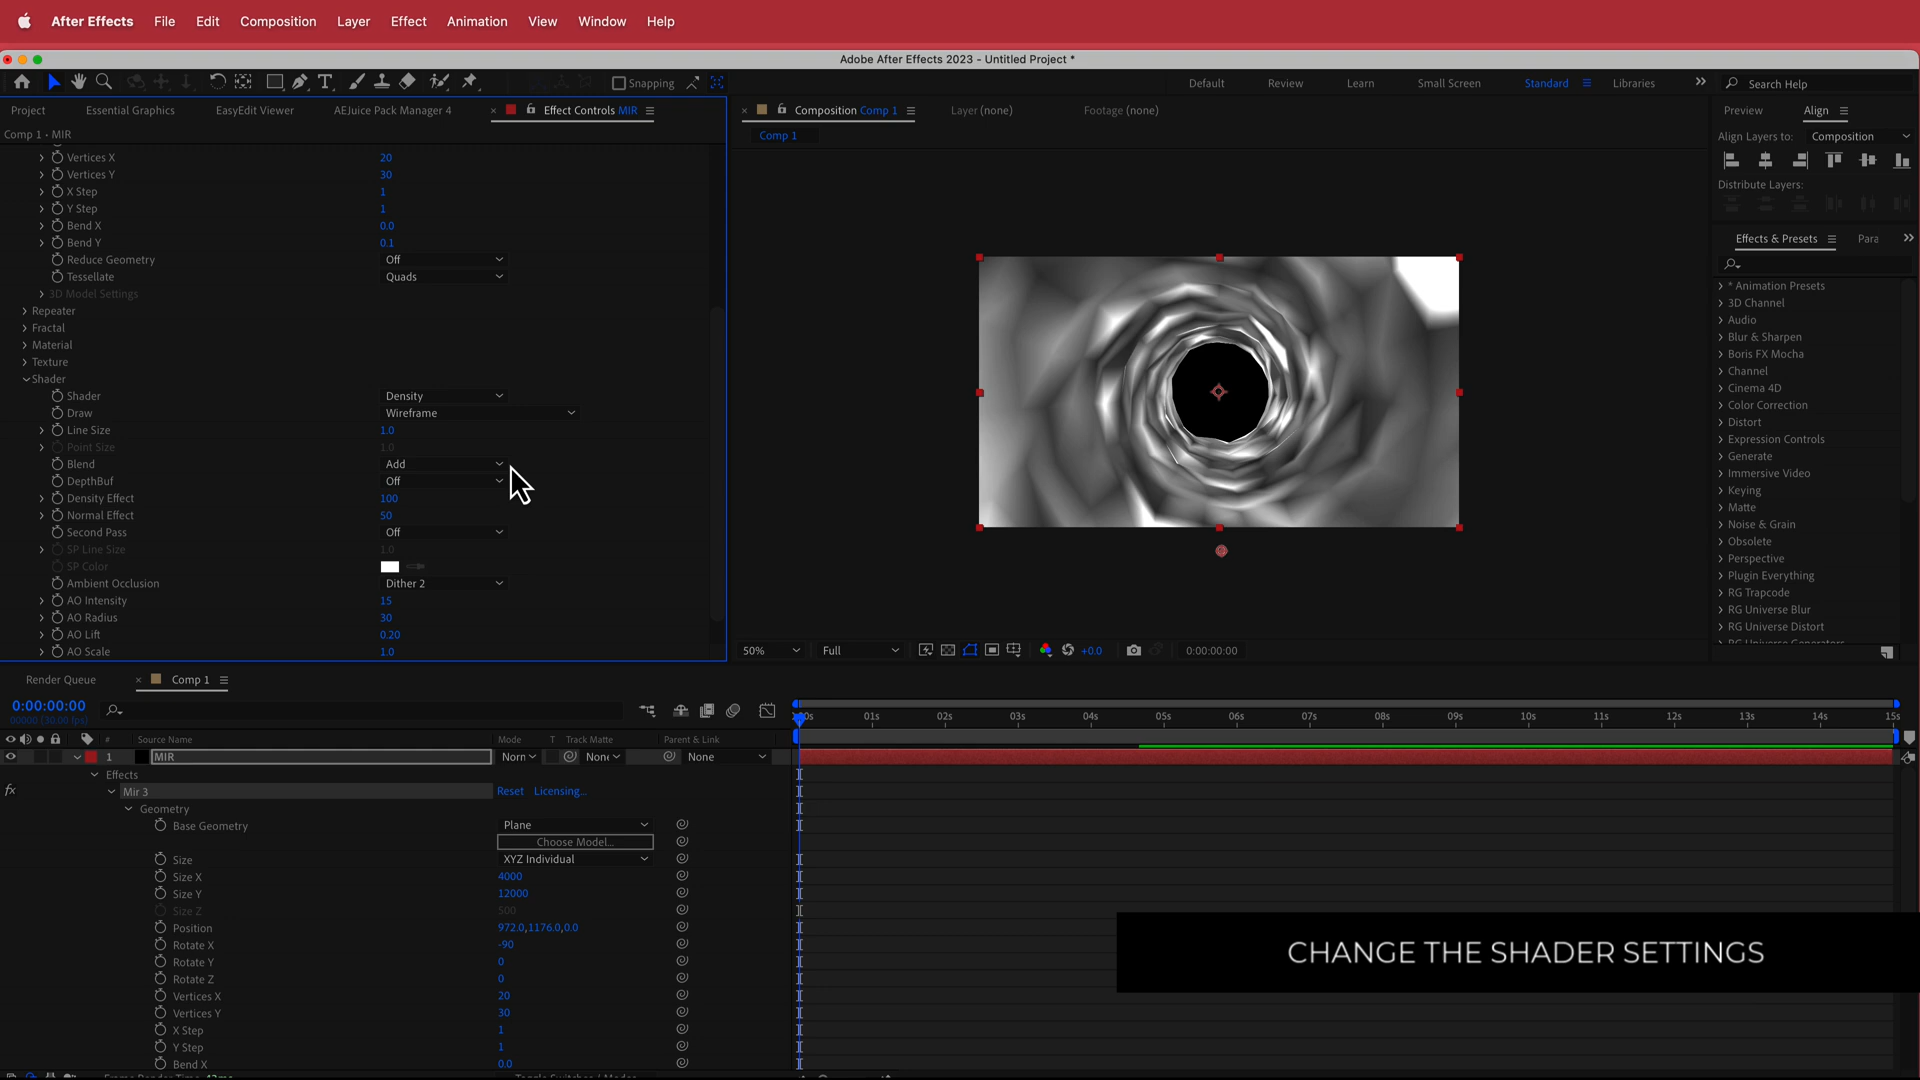 After Effects File Edit Composition Layer Effect Animation View Window Help
Adobe After Effects 2023 - Untitled Project *
Snapping Default Review Learn Small Screen Standard Libraries Search Help
Project Essential Graphics EasyEdit Viewer AEJuice Pack Manager 4 × Effect Controls MIR × Composition Comp 1 Layer (none) Footage (none) Preview Align
Comp 1 • MIR
Comp 1
Align Layers to: Composition
Distribute Layers:
Vertices X 20
Vertices Y 30
X Step 1
Y Step 1
Bend X 0.0
Bend Y 0.1
Reduce Geometry Off
Tessellate Quads
3D Model Settings
Repeater
Fractal
Material
Texture
Shader
Shader Density
Draw Wireframe
Line Size 1.0
Point Size 1.0
Blend Add
DepthBuf Off
Density Effect 100
Normal Effect 50
Second Pass Off
SP Line Size 1.0
SP Color
Ambient Occlusion Dither 2
AO Intensity 15
AO Radius 30
AO Lift 0.20
AO Scale 1.0
50% Full +0.0 0:00:00:00
Effects & Presets Para
* Animation Presets
3D Channel
Audio
Blur & Sharpen
Boris FX Mocha
Channel
Cinema 4D
Color Correction
Distort
Expression Controls
Generate
Immersive Video
Keying
Matte
Noise & Grain
Obsolete
Perspective
Plugin Everything
RG Trapcode
RG Universe Blur
RG Universe Distort
RG Universe Generators
Render Queue × Comp 1
0:00:00:00
00000 (30.00 fps)
00s 01s 02s 03s 04s 05s 06s 07s 08s 09s 10s 11s 12s 13s 14s 15s
# Source Name Mode T Track Matte Parent & Link
1 MIR Norn None None
Effects
fx Mir 3 Reset Licensing...
Geometry
Base Geometry Plane
Choose Model...
Size XYZ Individual
Size X 4000
Size Y 12000
Size Z 500
Position 972.0,1176.0,0.0
Rotate X -90
Rotate Y 0
Rotate Z 0
Vertices X 20
Vertices Y 30
X Step 1
Y Step 1
Bend X 0.0
CHANGE THE SHADER SETTINGS